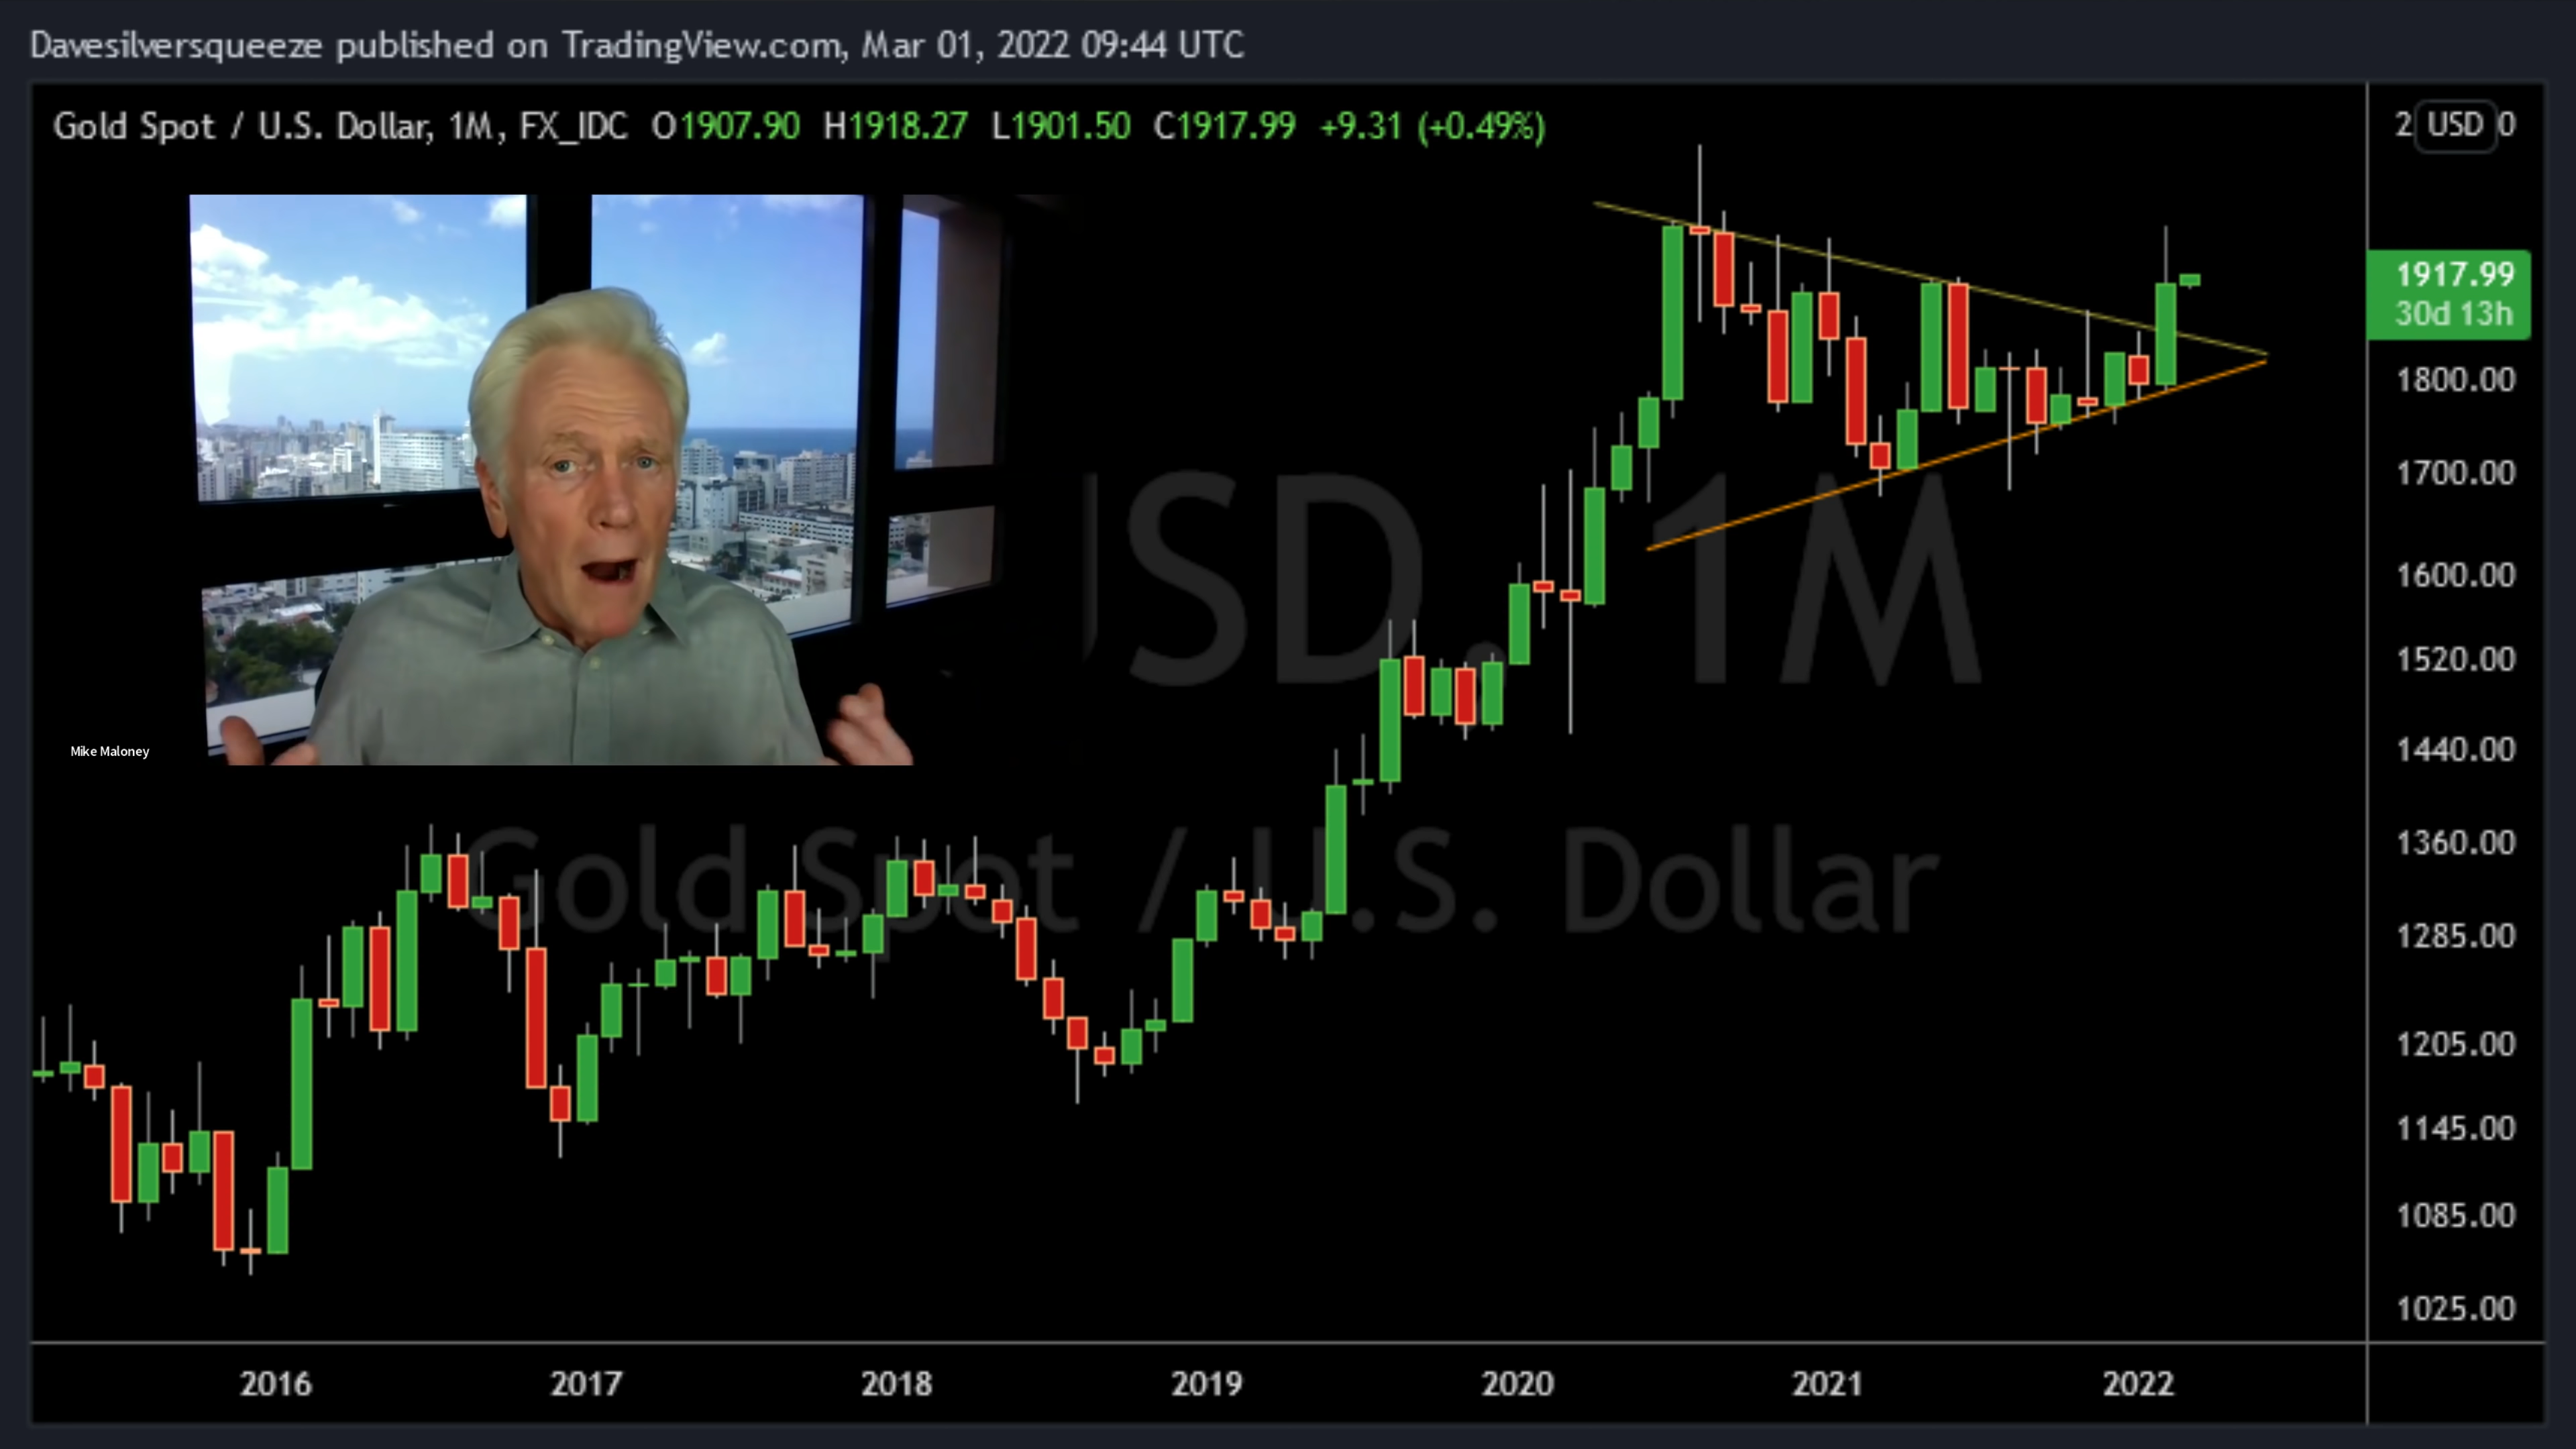 Davesilversqueeze published on TradingView.com, Mar 01, 2022 09:44 UTC
Gold Spot / U.S. Dollar, 1M, FX_IDC O1907.90 H1918.27 L1901.50 C1917.99 +9.31 (+0.49%)
USD
1917.99
30d 13h
1800.00
1700.00
1600.00
USD, 1M
1520.00
Mike Maloney
1440.00
1360.00
Gold Spot / U.S. Dollar
1285.00
1205.00
1145.00
1085.00
1025.00
2016 2017 2018 2019 2020 2021 2022